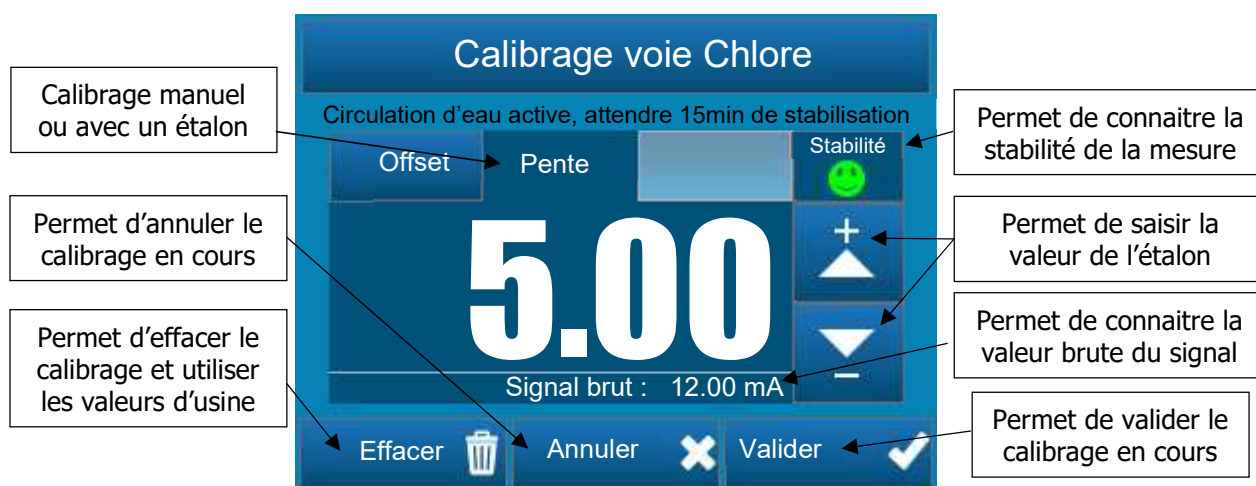 Calibrage voie Chlore
Circulation d'eau active, attendre 15min de stabilisation
Offset
Pente
Stabilité
+
5.00
−
Signal brut : 12.00 mA
Effacer
Annuler
Valider
Calibrage manuel
ou avec un étalon
Permet d'annuler le
calibrage en cours
Permet d'effacer le
calibrage et utiliser
les valeurs d'usine
Permet de connaitre la
stabilité de la mesure
Permet de saisir la
valeur de l'étalon
Permet de connaitre la
valeur brute du signal
Permet de valider le
calibrage en cours